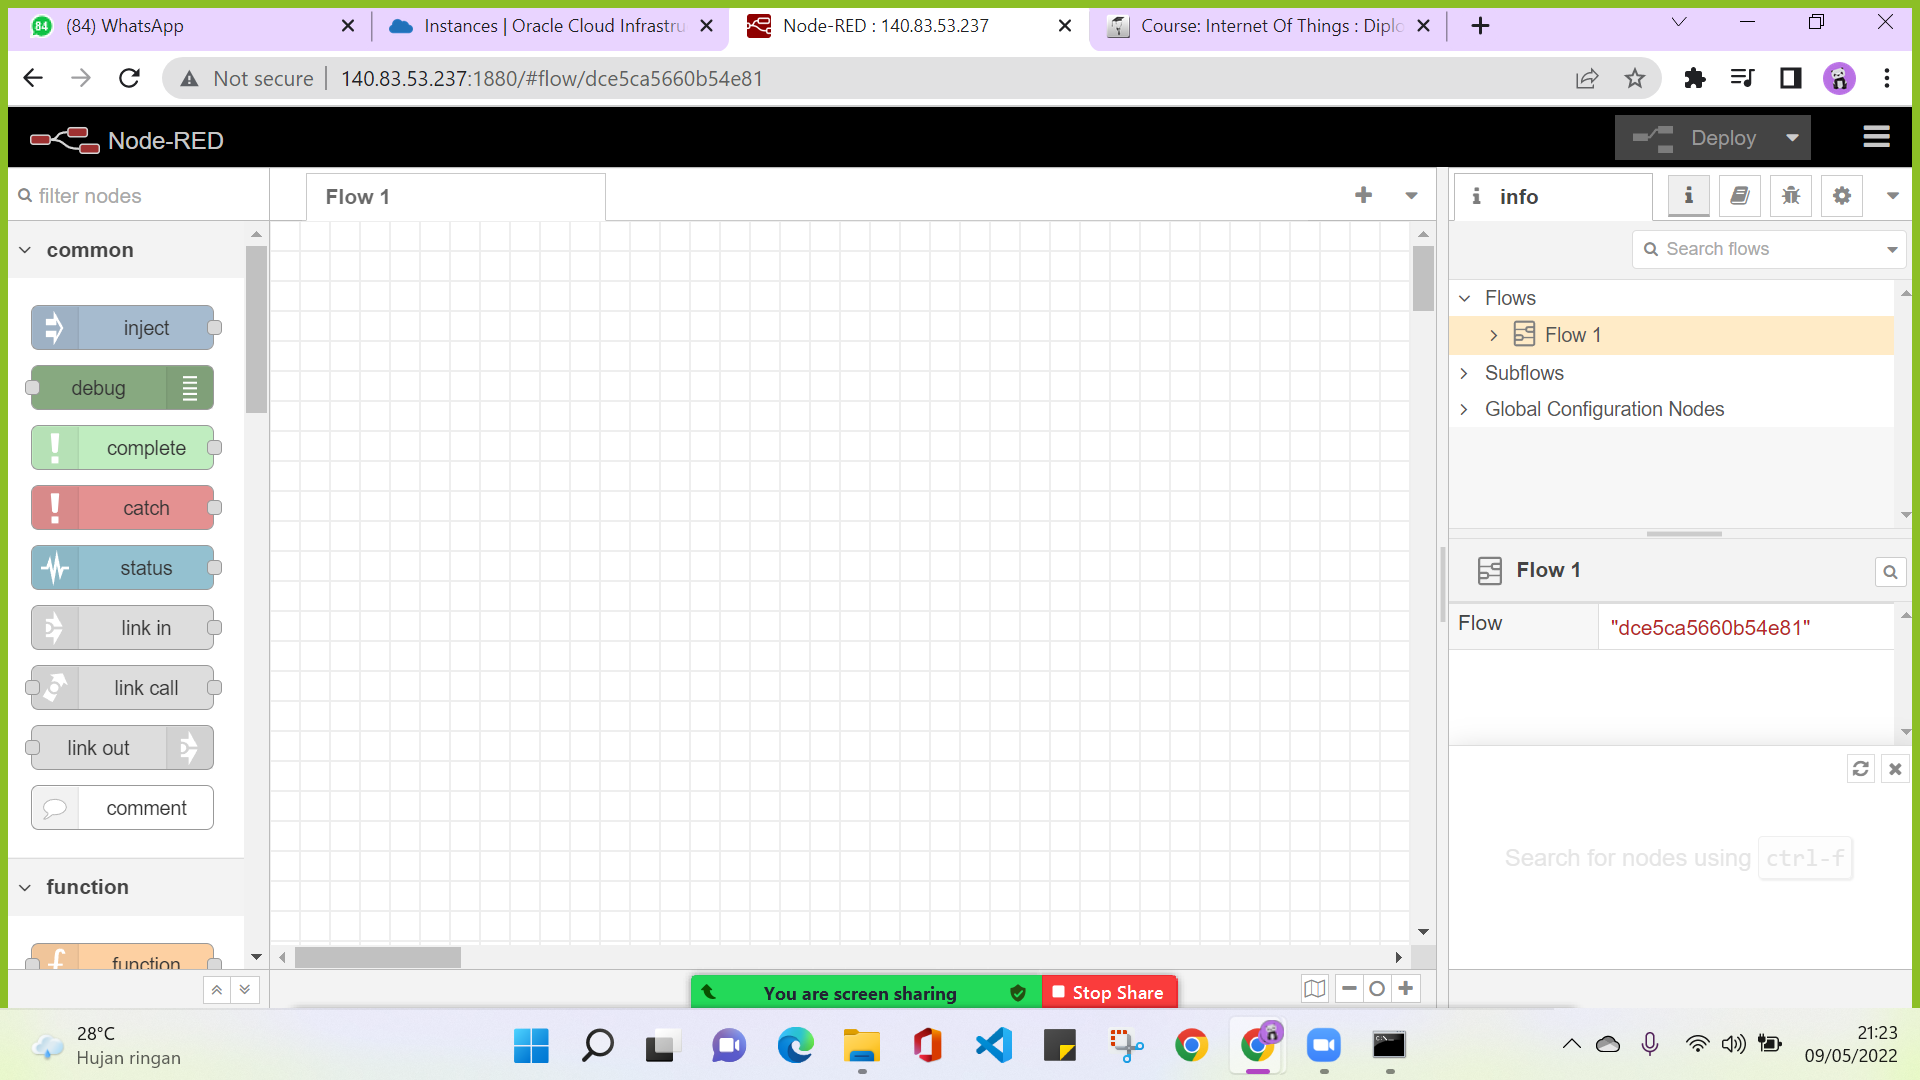 84
(84) WhatsApp
Instances | Oracle Cloud Infrastru
Node-RED : 140.83.53.237
Course: Internet Of Things : Diplo
Not secure
140.83.53.237:1880/#flow/dce5ca5660b54e81
Node-RED
Deploy
filter nodes
Flow 1
i info
i
Search flows
common
inject
debug
complete
catch
status
link in
link call
link out
comment
function
function
Flows
Flow 1
Subflows
Global Configuration Nodes
Flow 1
Flow
"dce5ca5660b54e81"
Search for nodes using ctrl-f
You are screen sharing
Stop Share
28°C
Hujan ringan
21:23
09/05/2022